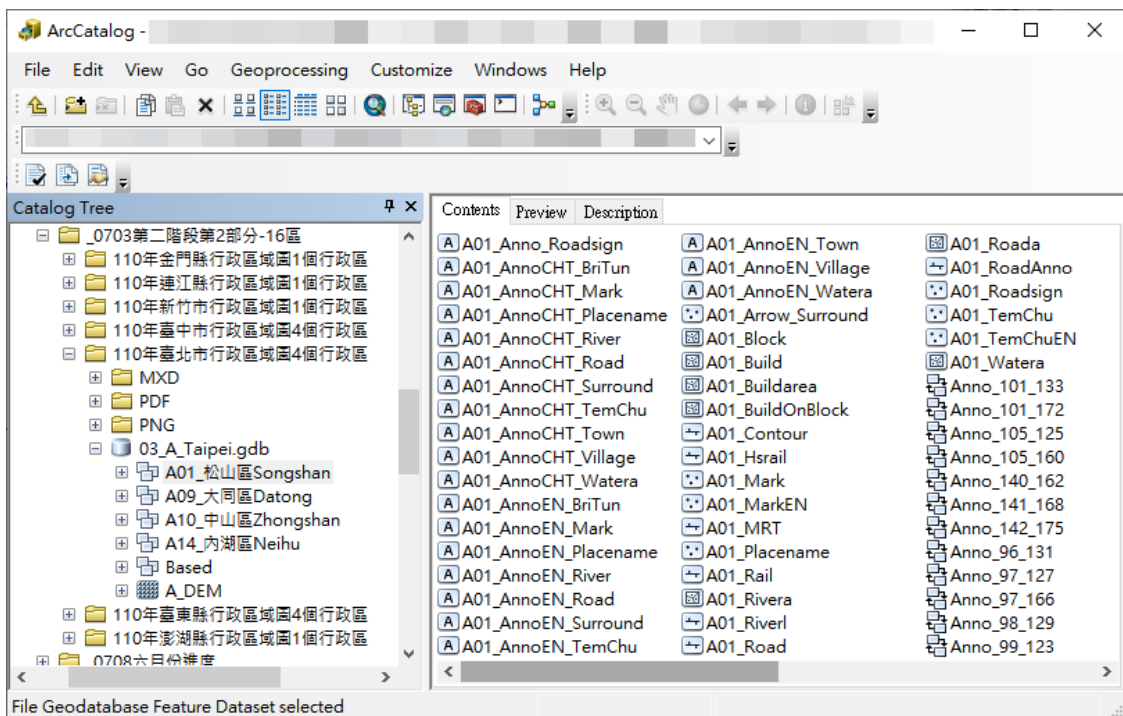 ArcCatalog -
File Edit View Go Geoprocessing Customize Windows Help
Catalog Tree
_0703第二階段第2部分-16區
110年金門縣行政區域圖1個行政區
110年連江縣行政區域圖1個行政區
110年新竹市行政區域圖1個行政區
110年臺中市行政區域圖4個行政區
110年臺北市行政區域圖4個行政區
MXD
PDF
PNG
03_A_Taipei.gdb
A01_松山區Songshan
A09_大同區Datong
A10_中山區Zhongshan
A14_內湖區Neihu
Based
A_DEM
110年臺東縣行政區域圖4個行政區
110年澎湖縣行政區域圖1個行政區
_0708六月份進度
Contents Preview Description
A01_Anno_Roadsign
A01_AnnoCHT_BriTun
A01_AnnoCHT_Mark
A01_AnnoCHT_Placename
A01_AnnoCHT_River
A01_AnnoCHT_Road
A01_AnnoCHT_Surround
A01_AnnoCHT_TemChu
A01_AnnoCHT_Town
A01_AnnoCHT_Village
A01_AnnoCHT_Watera
A01_AnnoEN_BriTun
A01_AnnoEN_Mark
A01_AnnoEN_Placename
A01_AnnoEN_River
A01_AnnoEN_Road
A01_AnnoEN_Surround
A01_AnnoEN_TemChu
A01_AnnoEN_Town
A01_AnnoEN_Village
A01_AnnoEN_Watera
A01_Arrow_Surround
A01_Block
A01_Build
A01_Buildarea
A01_BuildOnBlock
A01_Contour
A01_Hsrail
A01_Mark
A01_MarkEN
A01_MRT
A01_Placename
A01_Rail
A01_Rivera
A01_Riverl
A01_Road
A01_Roada
A01_RoadAnno
A01_Roadsign
A01_TemChu
A01_TemChuEN
A01_Watera
Anno_101_133
Anno_101_172
Anno_105_125
Anno_105_160
Anno_140_162
Anno_141_168
Anno_142_175
Anno_96_131
Anno_97_127
Anno_97_166
Anno_98_129
Anno_99_123
File Geodatabase Feature Dataset selected